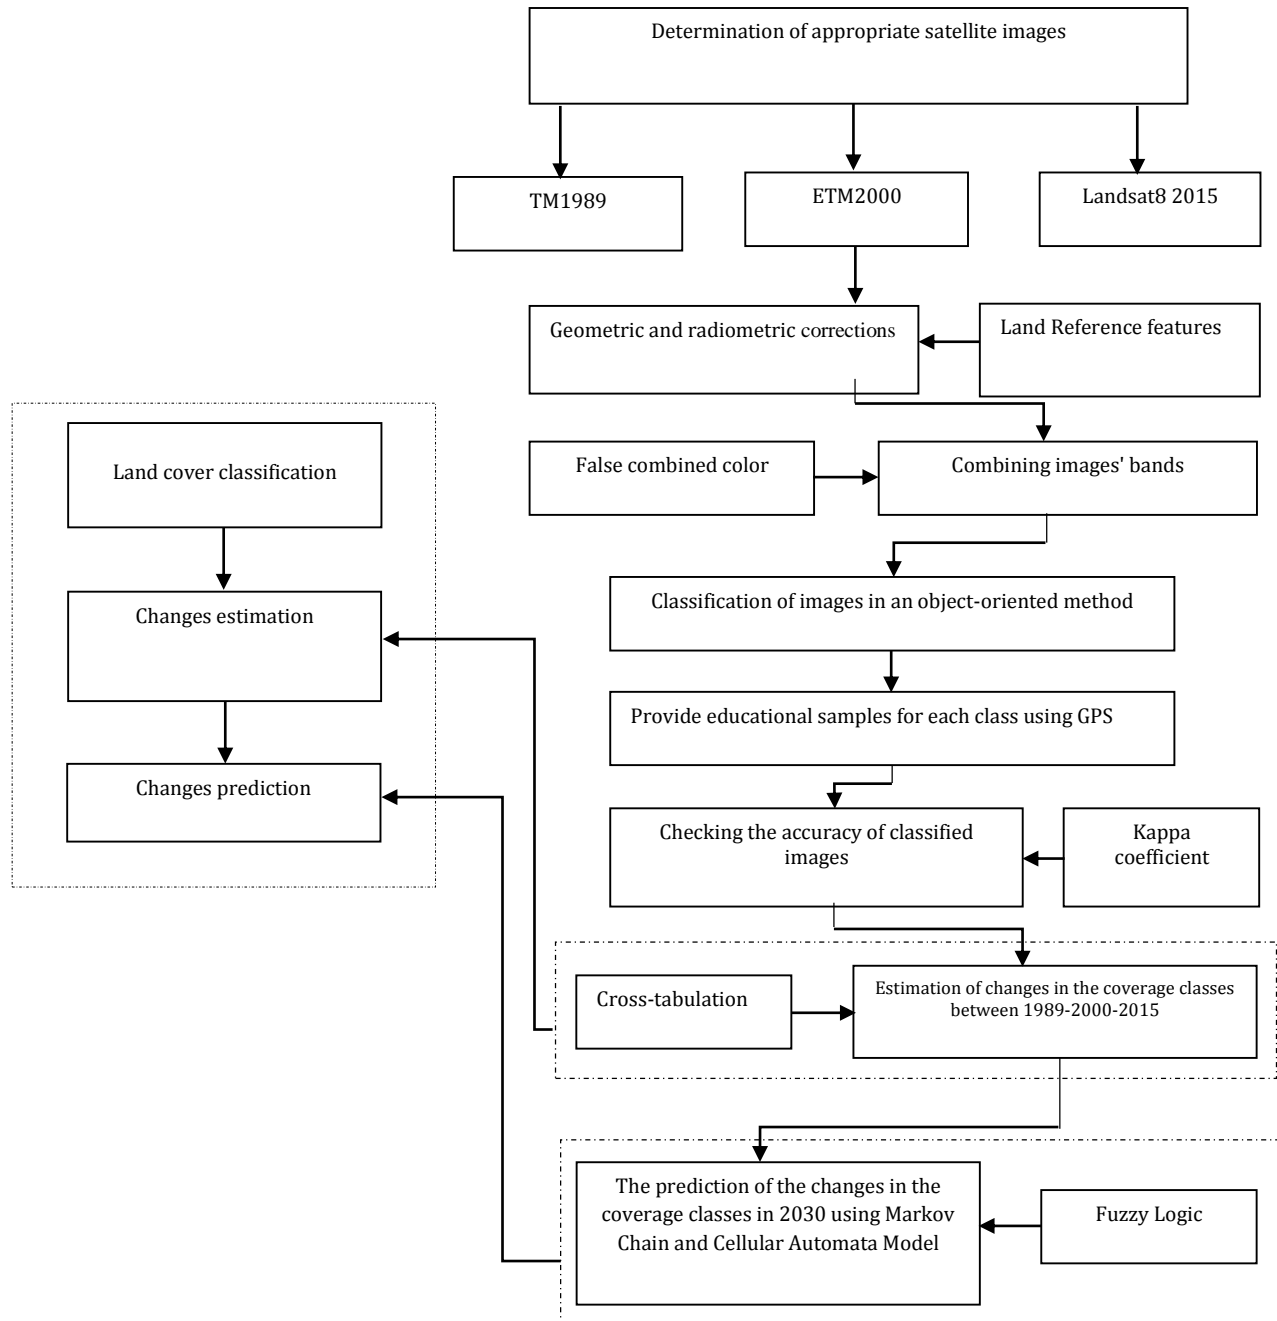 Determination of appropriate satellite images
TM1989
ETM2000
Landsat8 2015
Geometric and radiometric corrections
Land Reference features
False combined color
Combining images' bands
Land cover classification
Classification of images in an object-oriented method
Changes estimation
Provide educational samples for each class using GPS
Changes prediction
Checking the accuracy of classified
images
Kappa
coefficient
Cross-tabulation
Estimation of changes in the coverage classes
between 1989-2000-2015
The prediction of the changes in the
coverage classes in 2030 using Markov
Chain and Cellular Automata Model
Fuzzy Logic